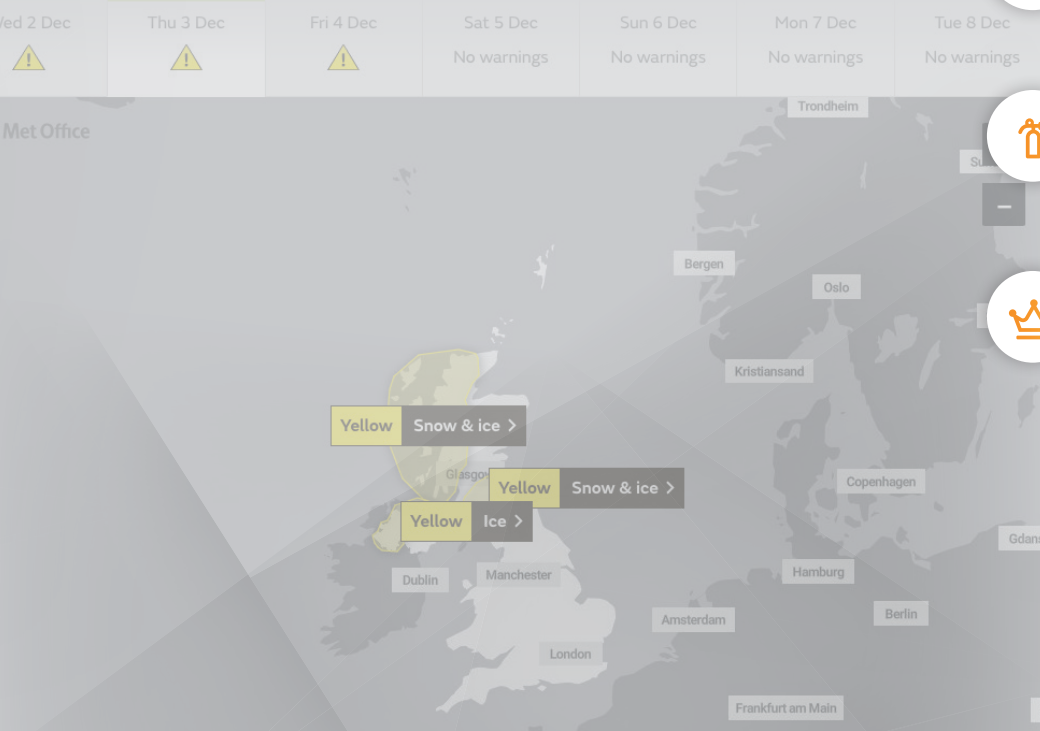 Thu 3 Dec
Fri 4 Dec
Sat 5 Dec
Sun 6 Dec
Mon 7 Dec
Tue 8 Dec
2 Dec
No warnings
No warnings
No warnings
No warnings
Met Office
Trondheim
Bergen
Oslo
Kristiansand
Yellow Snow & ice
Yellow Snow & ice
Yellow Ice
Copenhagen
Hamburg
Dublin
Manchester
Berlin
Amsterdam
London
Frankfurt am Main